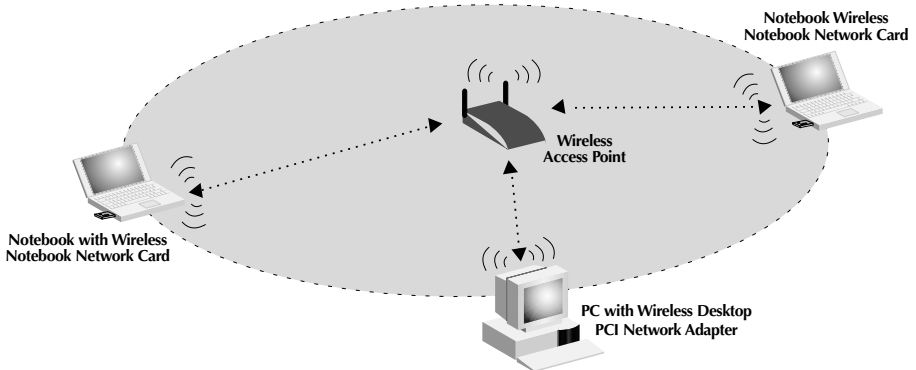 Notebook Wireless
Notebook Network Card
Wireless
Access Point
Notebook with Wireless
Notebook Network Card
PC with Wireless Desktop
PCI Network Adapter